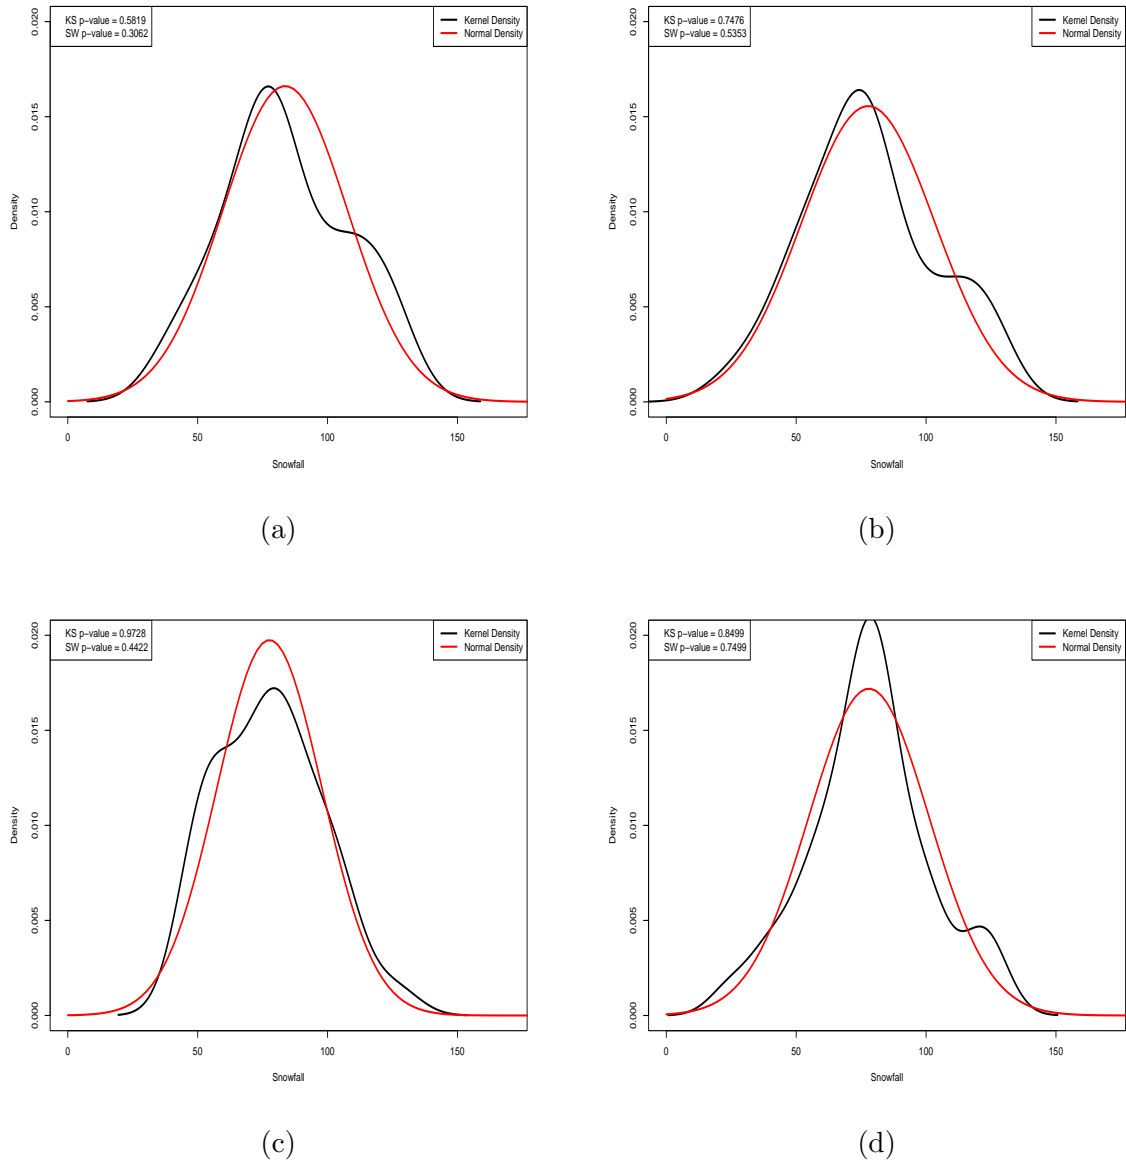 KS p-value = 0.5819
SW p-value = 0.3062
Kernel Density
Normal Density
0.020
0.015
0.010
0.005
0.000
Density
0 50 100 150
Snowfall
(a)
KS p-value = 0.7476
SW p-value = 0.5353
Kernel Density
Normal Density
0.020
0.015
0.010
0.005
0.000
Density
0 50 100 150
Snowfall
(b)
KS p-value = 0.9728
SW p-value = 0.4422
Kernel Density
Normal Density
0.020
0.015
0.010
0.005
0.000
Density
0 50 100 150
Snowfall
(c)
KS p-value = 0.8499
SW p-value = 0.7499
Kernel Density
Normal Density
0.020
0.015
0.010
0.005
0.000
Density
0 50 100 150
Snowfall
(d)